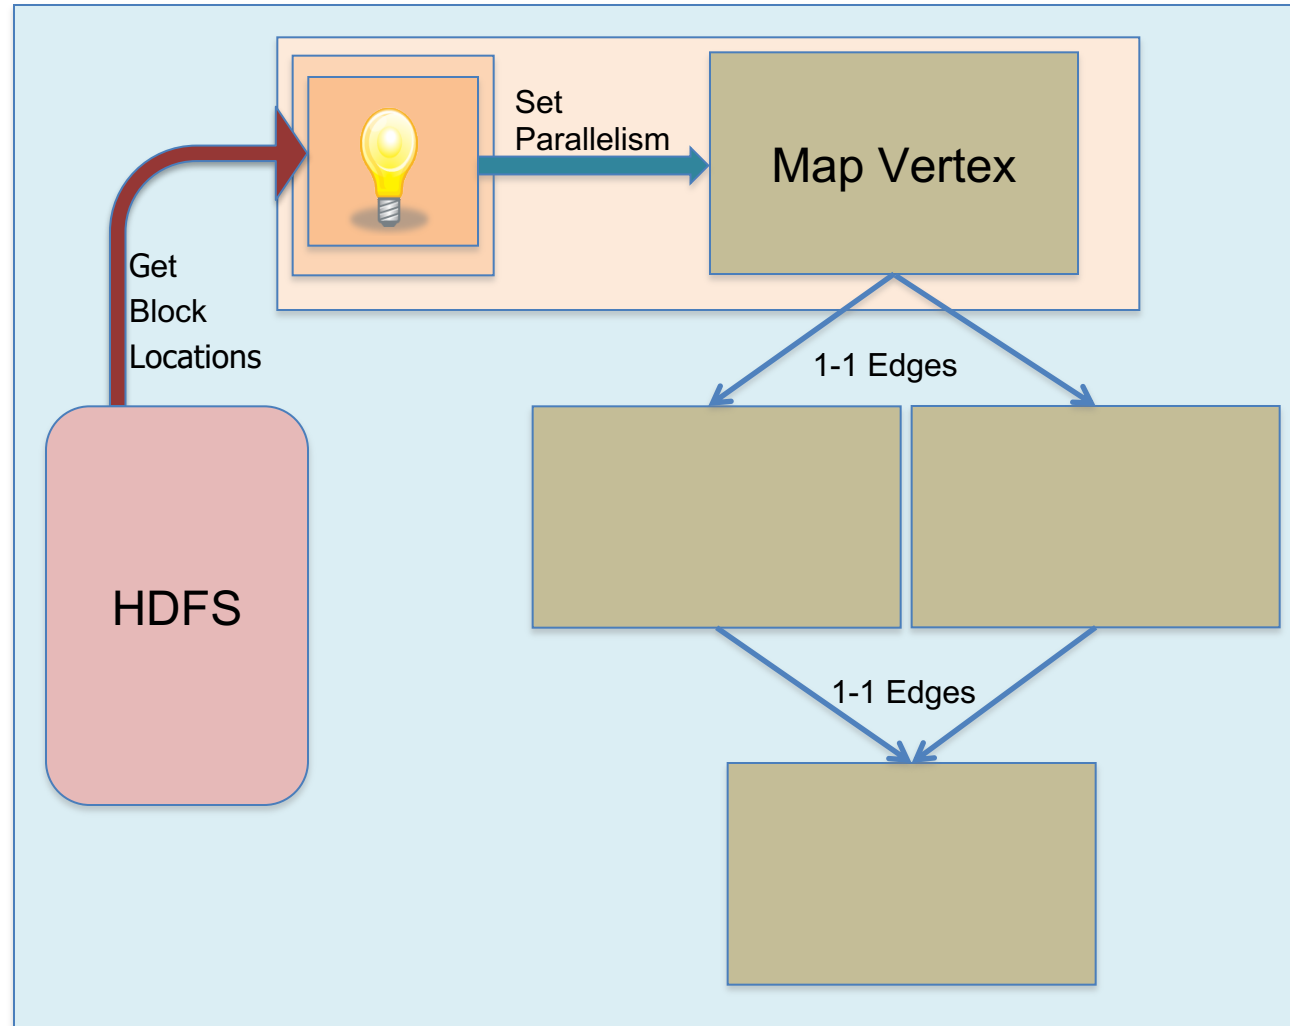 Set
Parallelism
Map Vertex
Get
Block
Locations
1-1 Edges
HDFS
1-1 Edges